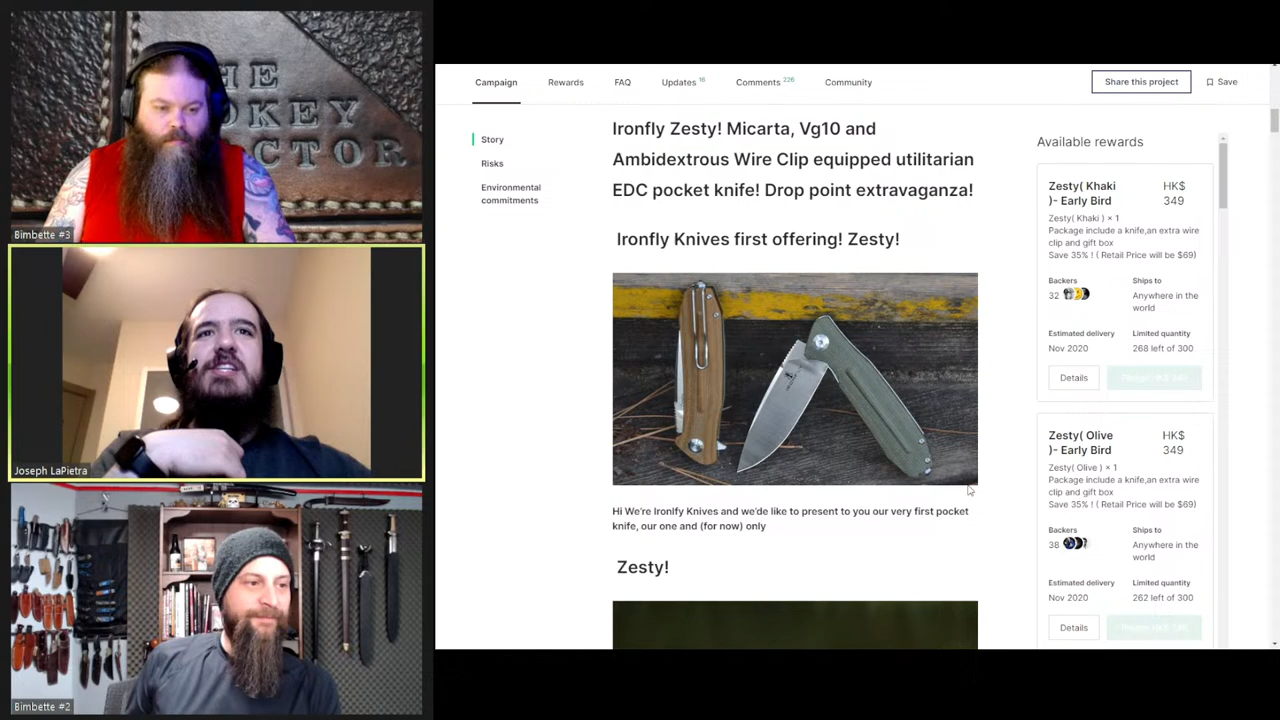 THE
OKEY
CTOR
Bimbette #3
Joseph LaPietra
Bimbette #2
Campaign
Rewards
FAQ
Updates 16
Comments 226
Community
Share this project
Save
Story
Risks
Environmental
commitments
Ironfly Zesty! Micarta, Vg10 and
Ambidextrous Wire Clip equipped utilitarian
EDC pocket knife! Drop point extravaganza!
Ironfly Knives first offering! Zesty!
Hi We're Ironlfy Knives and we'de like to present to you our very first pocket
knife, our one and (for now) only
Zesty!
Available rewards
Zesty( Khaki
)- Early Bird
HK$
349
Zesty( Khaki ) × 1
Package include a knife,an extra wire
clip and gift box
Save 35% ! ( Retail Price will be $69)
Backers
32
Ships to
Anywhere in the
world
Estimated delivery
Nov 2020
Limited quantity
268 left of 300
Details
Zesty( Olive
)- Early Bird
HK$
349
Zesty( Olive ) × 1
Package include a knife,an extra wire
clip and gift box
Save 35% ! ( Retail Price will be $69)
Backers
38
Ships to
Anywhere in the
world
Estimated delivery
Nov 2020
Limited quantity
262 left of 300
Details